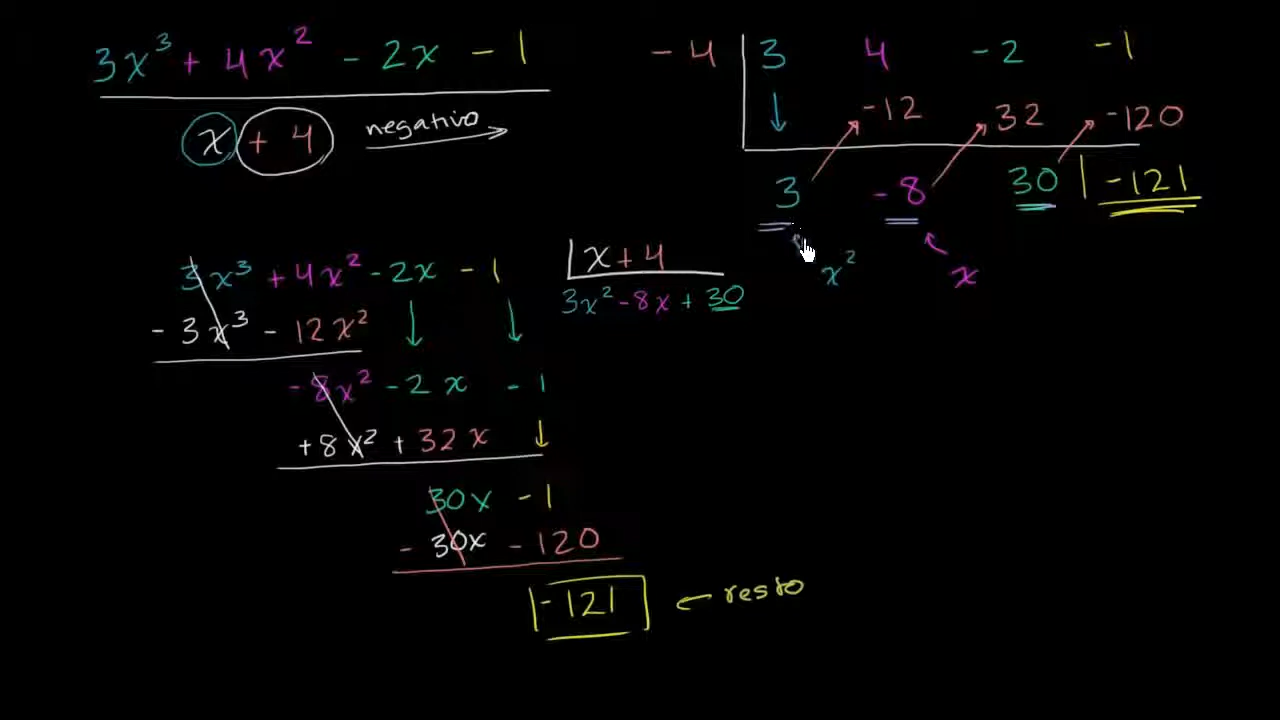 3x³ + 4x² - 2x - 1
x + 4 negativo
-4 3 4 -2 -1
-12 32 -120
3 -8 30 -121
x² x
3x³ + 4x² - 2x - 1 x + 4
- 3x³ - 12x² 3x² - 8x + 30
- 8x² - 2x - 1
+ 8x² + 32x
30x - 1
- 30x - 120
-121 ← resto